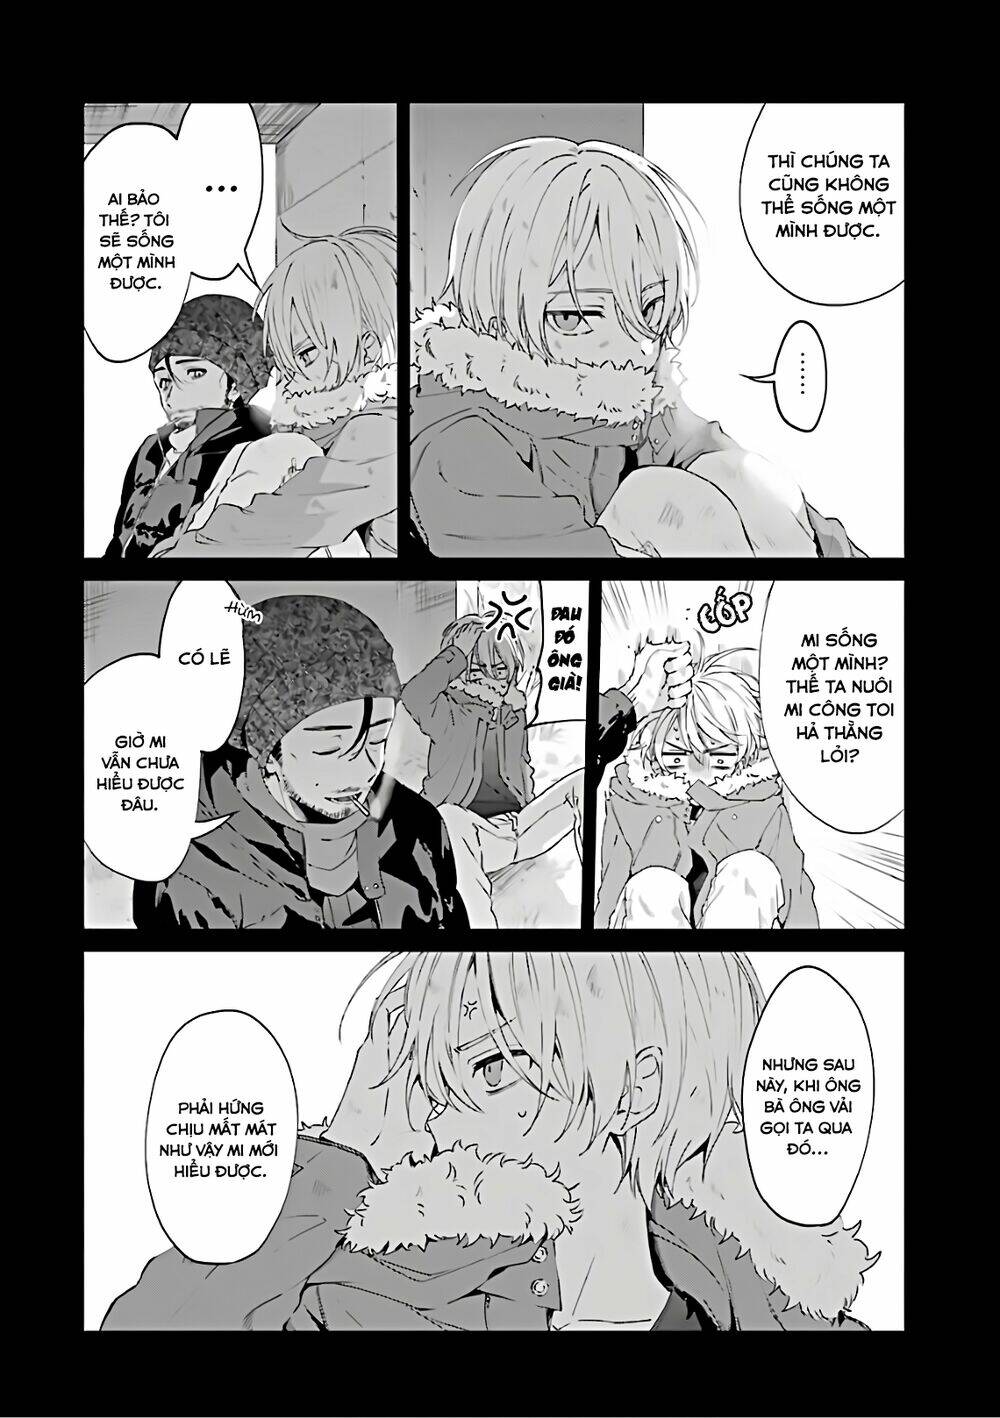 THÌ CHÚNG TA
CŨNG KHÔNG
THỂ SỐNG MỘT
MÌNH ĐƯỢC.
......
...
AI BẢO
THẾ? TÔI
SẼ SỐNG
MỘT MÌNH
ĐƯỢC.
MI SỐNG
MỘT MÌNH?
THẾ TA NUÔI
MI CÔNG TOI
HẢ THẰNG
LỎI?
CỐP
ĐAU
ĐÓ
ÔNG
GIÀ!
HỪM
CÓ LẼ
GIỜ MI
VẪN CHƯA
HIỂU ĐƯỢC
ĐÂU.
NHƯNG SAU
NÀY, KHI ÔNG
BÀ ÔNG VẢI
GỌI TA QUA
ĐÓ...
PHẢI HỨNG
CHỊU MẤT MÁT
NHƯ VẬY MI MỚI
HIỂU ĐƯỢC.